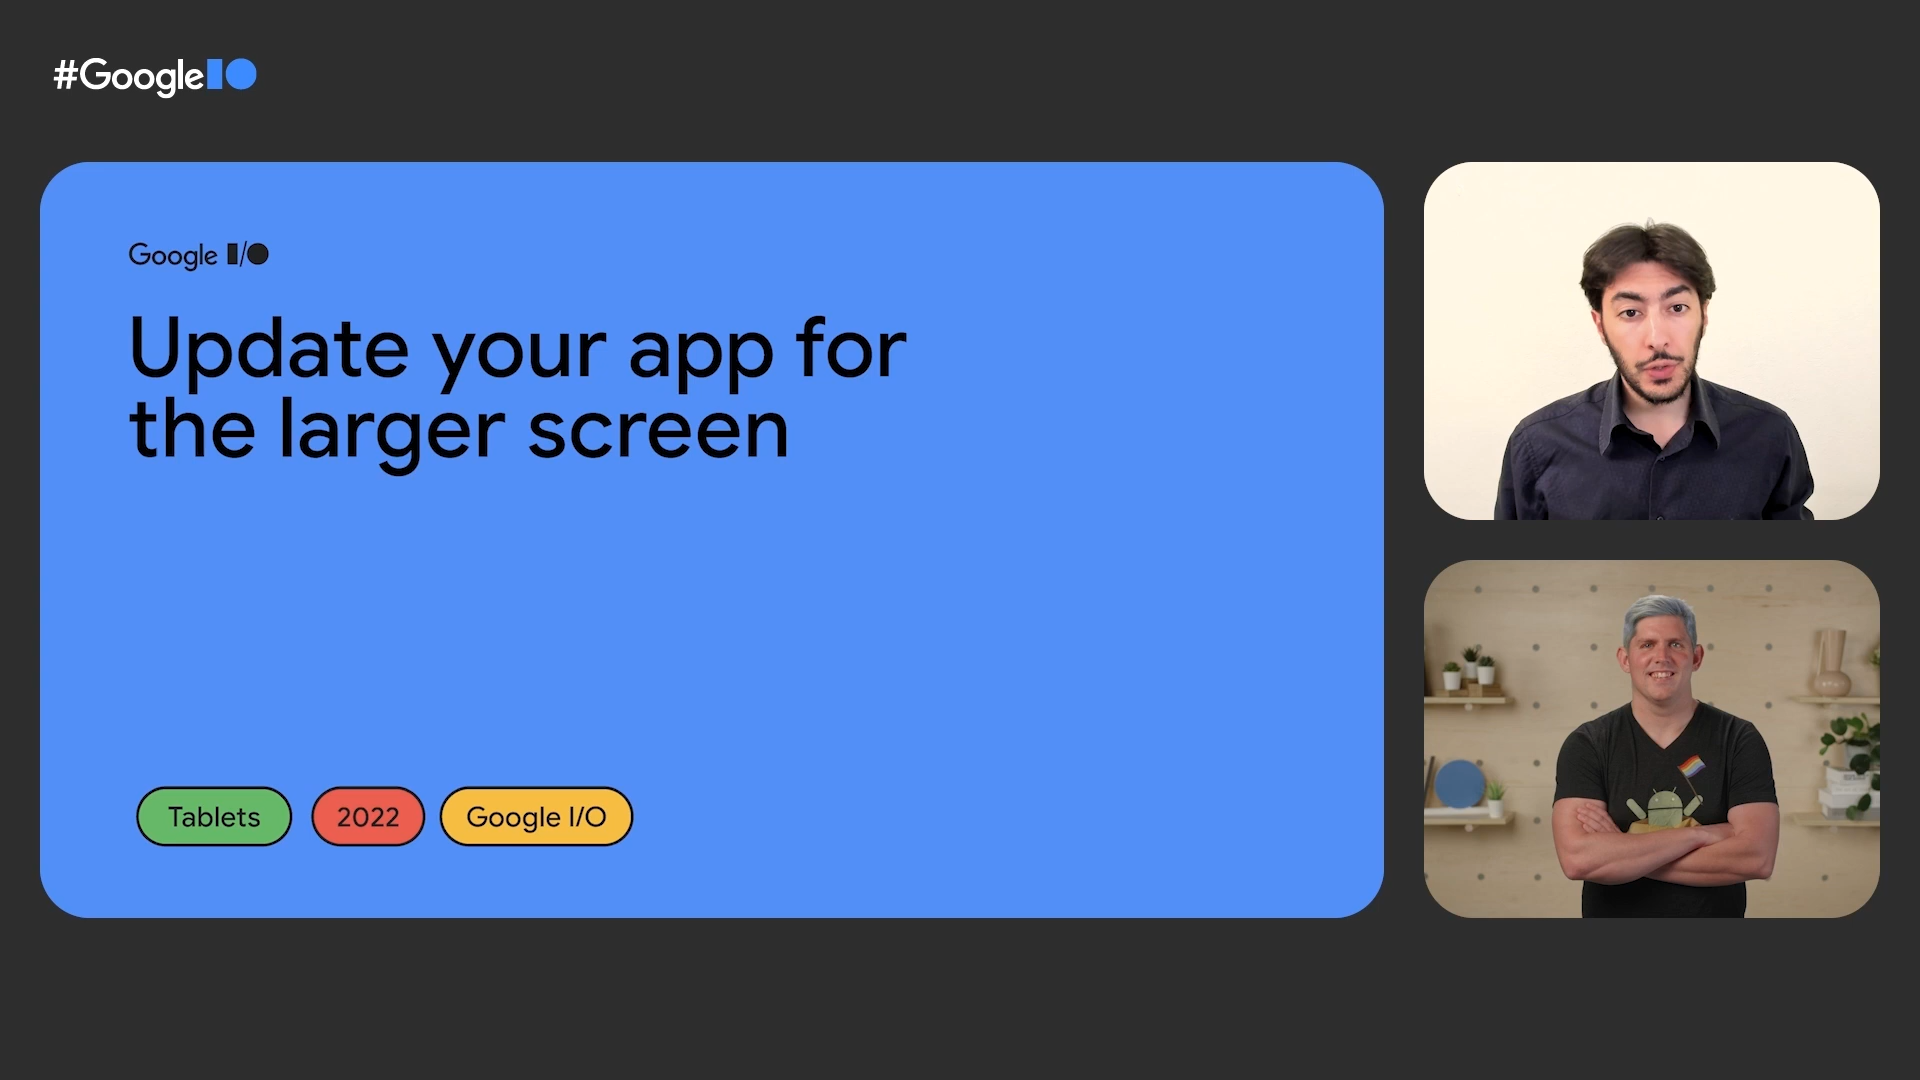 #GoogleIO
Google I/O
Update your app for
the larger screen
Tablets
2022
Google I/O